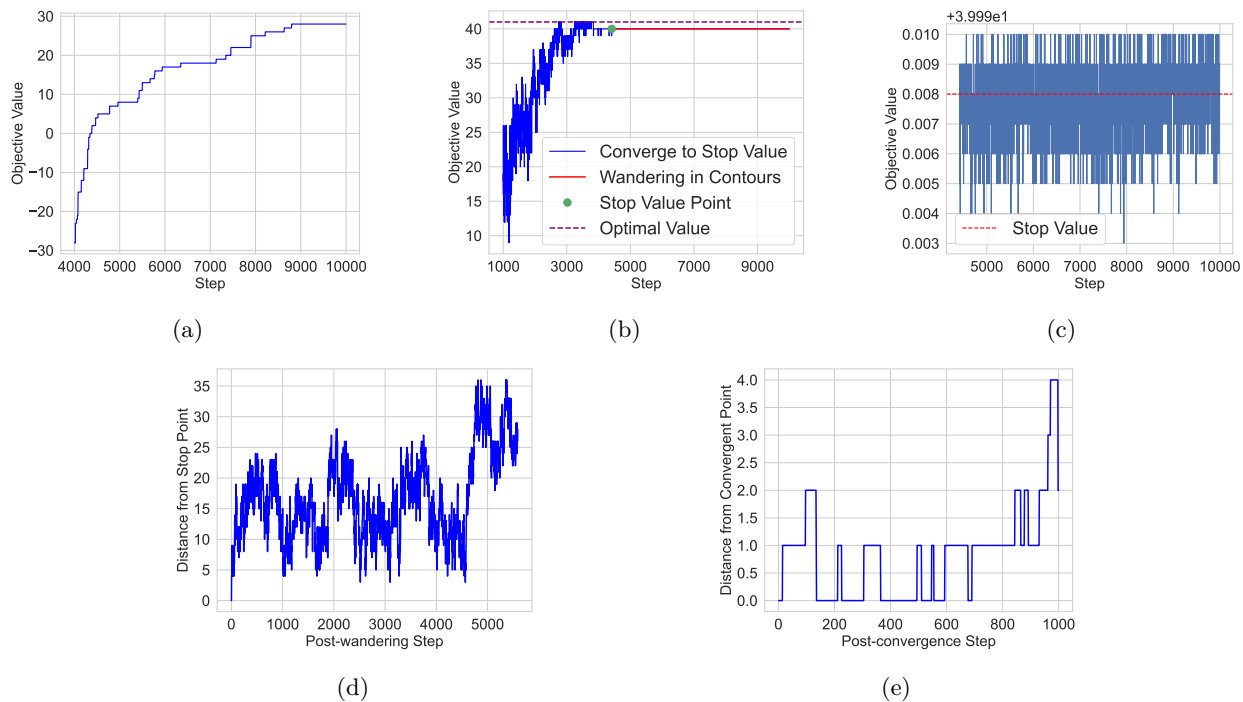 30
20
10
0
−10
−20
−30
Objective Value
4000 5000 6000 7000 8000 9000 10000
Step
(a)
40
35
30
25
20
15
10
Objective Value
Converge to Stop Value
Wandering in Contours
Stop Value Point
Optimal Value
1000 3000 5000 7000 9000
Step
(b)
+3.999e1
0.010
0.009
0.008
0.007
0.006
0.005
0.004
0.003
Objective Value
Stop Value
5000 6000 7000 8000 9000 10000
Step
(c)
35
30
25
20
15
10
5
0
Distance from Stop Point
0 1000 2000 3000 4000 5000
Post-wandering Step
(d)
4.0
3.5
3.0
2.5
2.0
1.5
1.0
0.5
0.0
Distance from Convergent Point
0 200 400 600 800 1000
Post-convergence Step
(e)